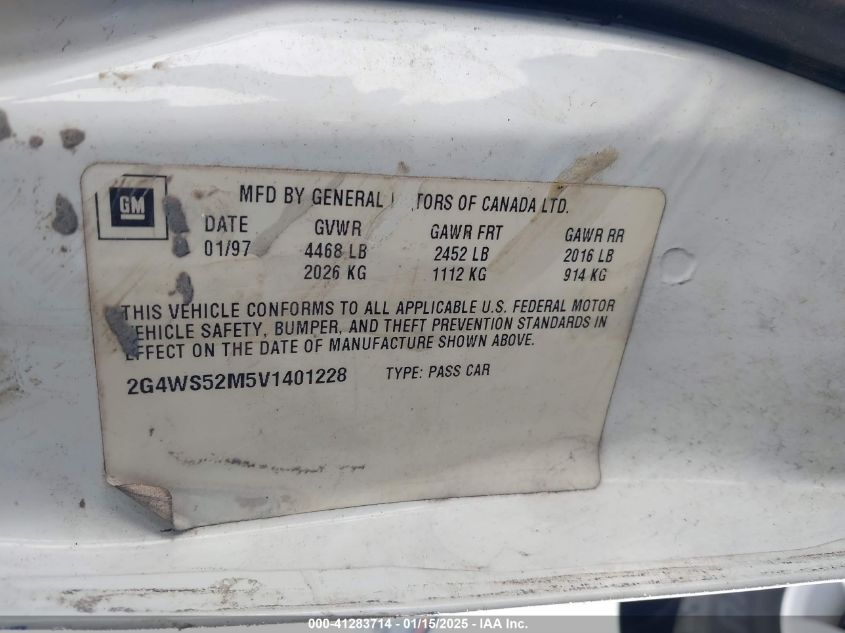 GM
MFD BY GENERAL TORS OF CANADA LTD.
DATE GVWR GAWR FRT GAWR RR
01/97 4468 LB 2452 LB 2016 LB
2026 KG 1112 KG 914 KG
THIS VEHICLE CONFORMS TO ALL APPLICABLE U.S. FEDERAL MOTOR
VEHICLE SAFETY, BUMPER, AND THEFT PREVENTION STANDARDS IN
EFFECT ON THE DATE OF MANUFACTURE SHOWN ABOVE.
2G4WS52M5V1401228 TYPE: PASS CAR
000-41283714 - 01/15/2025 - IAA Inc.